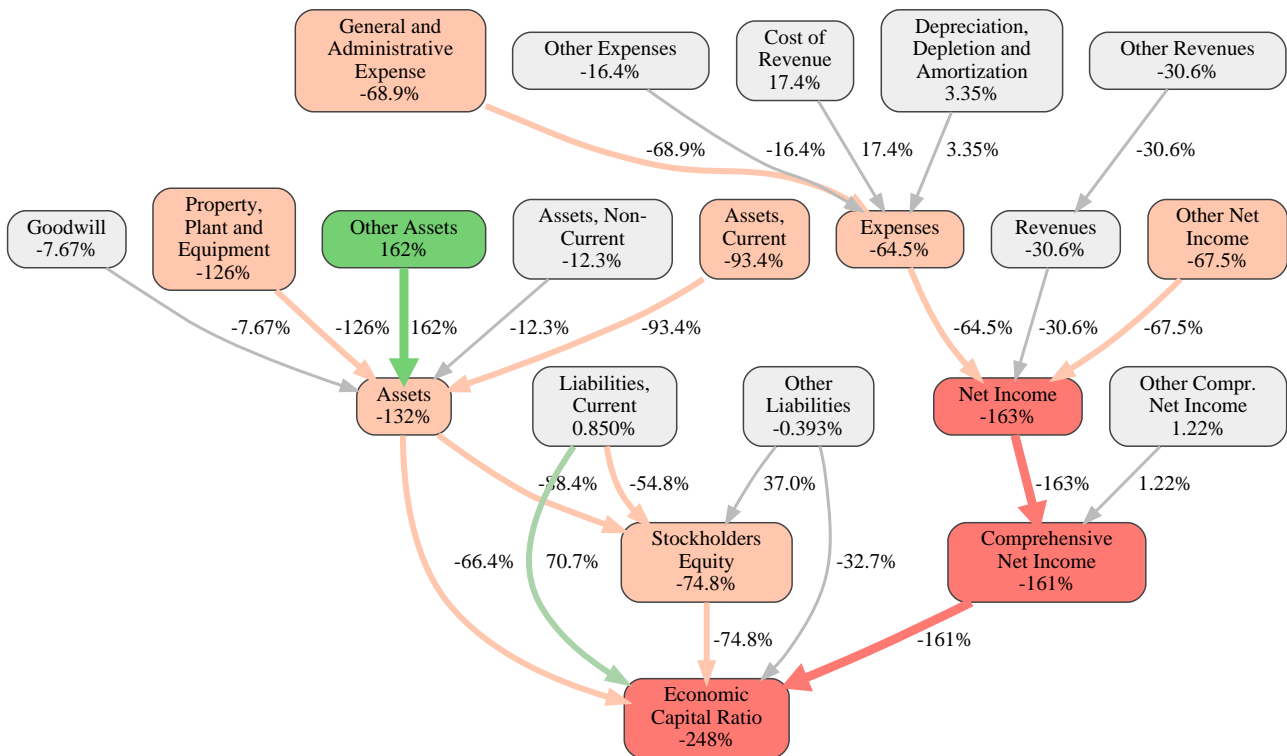 General and
Administrative
Expense
-68.9%
Other Expenses
-16.4%
Cost of
Revenue
17.4%
Depreciation,
Depletion and
Amortization
3.35%
Other Revenues
-30.6%
-68.9%
-16.4%
17.4%
3.35%
-30.6%
Goodwill
-7.67%
Property,
Plant and
Equipment
-126%
Other Assets
162%
Assets, Non-
Current
-12.3%
Assets,
Current
-93.4%
Expenses
-64.5%
Revenues
-30.6%
Other Net
Income
-67.5%
-7.67%
-126%
162%
-12.3%
-93.4%
-64.5%
-30.6%
-67.5%
Assets
-132%
Liabilities,
Current
0.850%
Other
Liabilities
-0.393%
Net Income
-163%
Other Compr.
Net Income
1.22%
-88.4%
-54.8%
37.0%
-163%
1.22%
-66.4%
70.7%
Stockholders
Equity
-74.8%
-32.7%
Comprehensive
Net Income
-161%
-74.8%
-161%
Economic
Capital Ratio
-248%